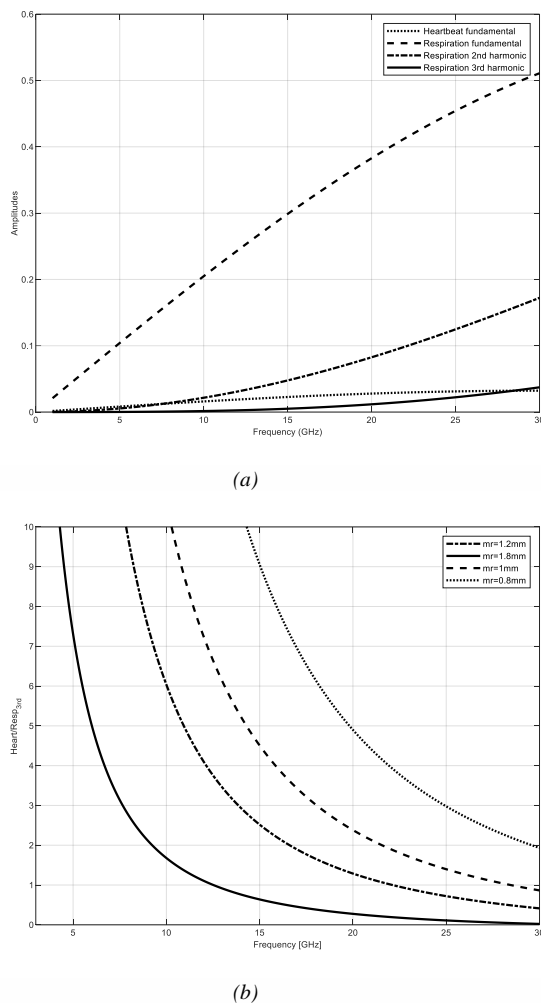 0.6
0.5
0.4
0.3
0.2
0.1
0
Amplitudes
Heartbeat fundamental
Respiration fundamental
Respiration 2nd harmonic
Respiration 3rd harmonic
0 5 10 15 20 25 30
Frequency (GHz)
(a)
10
9
8
7
6
5
4
3
2
1
0
Heart/Resp3rd
mr=1.2mm
mr=1.8mm
mr=1mm
mr=0.8mm
5 10 15 20 25 30
Frequency [GHz]
(b)